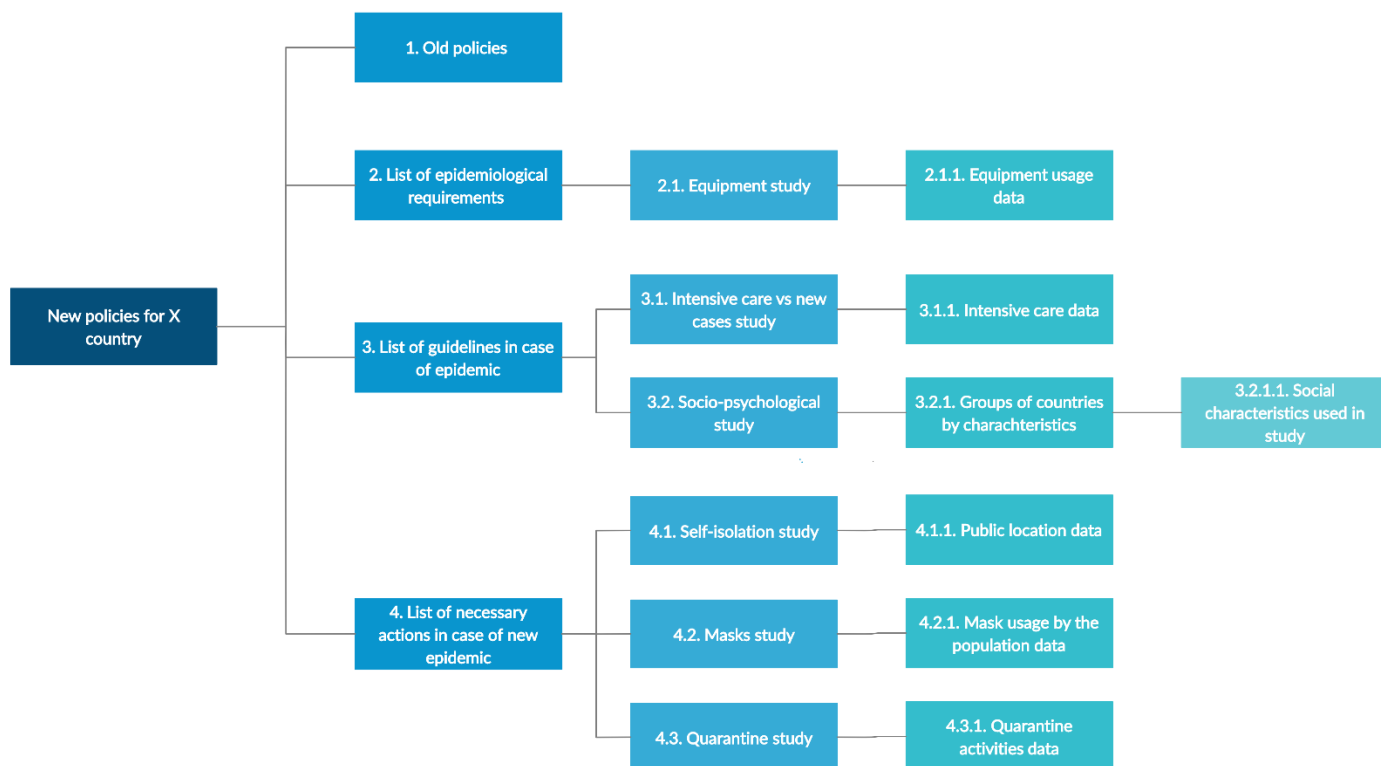 New policies for X
country
1. Old policies
2. List of epidemiological
requirements
2.1. Equipment study
2.1.1. Equipment usage
data
3. List of guidelines in case
of epidemic
3.1. Intensive care vs new
cases study
3.1.1. Intensive care data
3.2. Socio-psychological
study
3.2.1. Groups of countries
by charachteristics
3.2.1.1. Social
characteristics used in
study
4. List of necessary
actions in case of new
epidemic
4.1. Self-isolation study
4.1.1. Public location data
4.2. Masks study
4.2.1. Mask usage by the
population data
4.3. Quarantine study
4.3.1. Quarantine
activities data